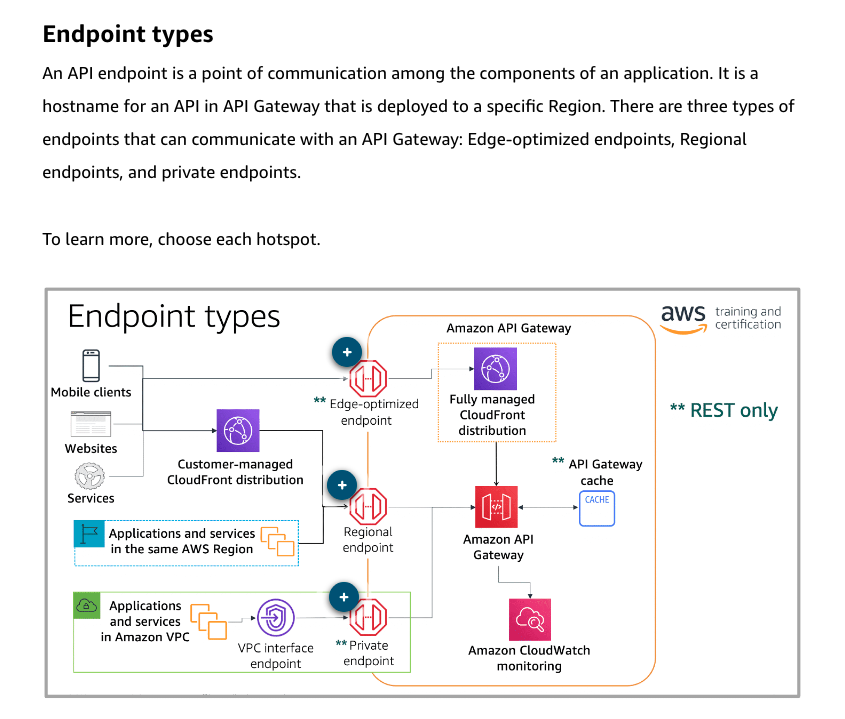 Endpoint types
An API endpoint is a point of communication among the components of an application. It is a
hostname for an API in API Gateway that is deployed to a specific Region. There are three types of
endpoints that can communicate with an API Gateway: Edge-optimized endpoints, Regional
endpoints, and private endpoints.
To learn more, choose each hotspot.
Endpoint types
aws training and
certification
Amazon API Gateway
+
Mobile clients
** Edge-optimized
endpoint
Fully managed
CloudFront
distribution
** REST only
Websites
Customer-managed
CloudFront distribution
Services
** API Gateway
cache
CACHE
+
Regional
endpoint
Applications and services
in the same AWS Region
Amazon API
Gateway
+
Applications
and services
in Amazon VPC
VPC interface
endpoint
** Private
endpoint
Amazon CloudWatch
monitoring